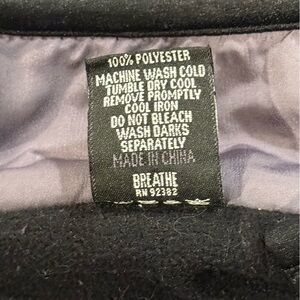 100% POLYESTER
MACHINE WASH COLD
TUMBLE DRY COOL
REMOVE PROMPTLY
COOL IRON
DO NOT BLEACH
WASH DARKS
SEPARATELY
MADE IN CHINA
BREATHE
RN 92382